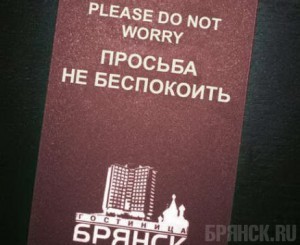 PLEASE DO NOT
WORRY
ПРОСЬБА
НЕ БЕСПОКОИТЬ
ГОСТИНИЦА
БРЯНСК
БРЯНСК.RU